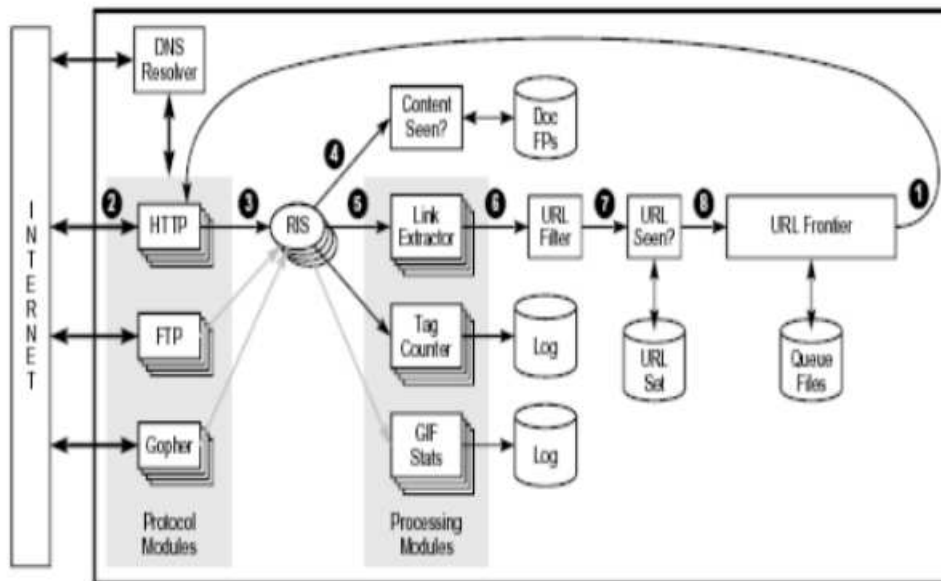 DNS
Resolver
Content
Seen?
Doc
FPs
4
1
2
3
5
6
7
8
INTERNET
HTTP
RIS
Link
Extractor
URL
Filter
URL
Seen?
URL Frontier
FTP
Tag
Counter
Log
URL
Set
Queue
Files
Gopher
GIF
Stats
Log
Protocol
Modules
Processing
Modules